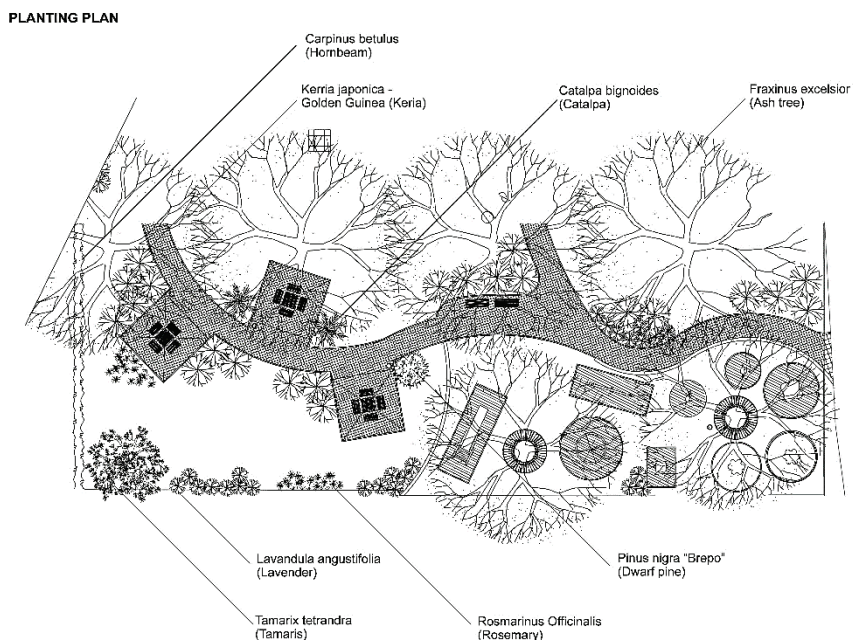 PLANTING PLAN
Carpinus betulus
(Hornbeam)
Kerria japonica -
Golden Guinea (Keria)
Catalpa bignoides
(Catalpa)
Fraxinus excelsior
(Ash tree)
Lavandula angustifolia
(Lavender)
Pinus nigra "Brepo"
(Dwarf pine)
Tamarix tetrandra
(Tamaris)
Rosmarinus Officinalis
(Rosemary)